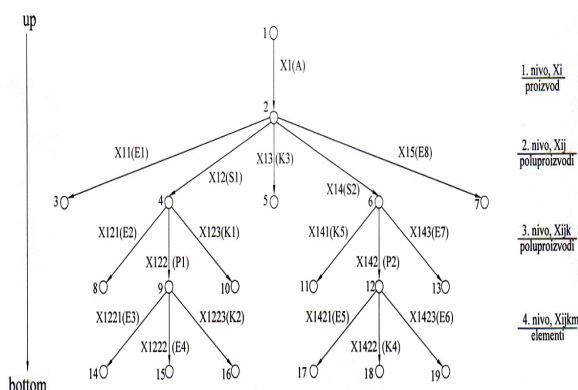 up
1
X1(A)
1. nivo, Xi
proizvod
2
X11(E1)
X12(S1)
X13 (K3)
X14(S2)
X15(E8)
2. nivo, Xij
poluproizvodi
3
4
5
6
7
X121(E2)
X122 (P1)
X123(K1)
X141(K5)
X142 (P2)
X143(E7)
3. nivo, Xijk
poluproizvodi
8
9
10
11
12
13
X1221(E3)
X1222 (E4)
X1223(K2)
X1421(E5)
X1422 (K4)
X1423(E6)
4. nivo, Xijkm
elementi
14
15
16
17
18
19
bottom